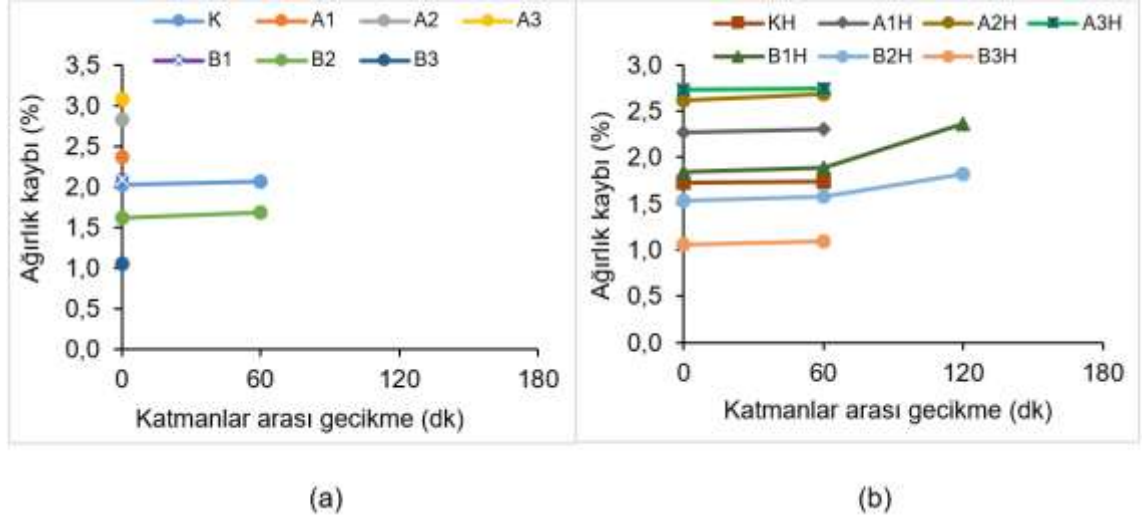 K A1 A2 A3
B1 B2 B3
3,5
3,0
2,5
2,0
1,5
1,0
0,5
0,0
Ağırlık kaybı (%)
0 60 120 180
Katmanlar arası gecikme (dk)
(a)
KH A1H A2H A3H
B1H B2H B3H
3,0
2,5
2,0
1,5
1,0
0,5
0,0
Ağırlık kaybı (%)
0 60 120 180
Katmanlar arası gecikme (dk)
(b)